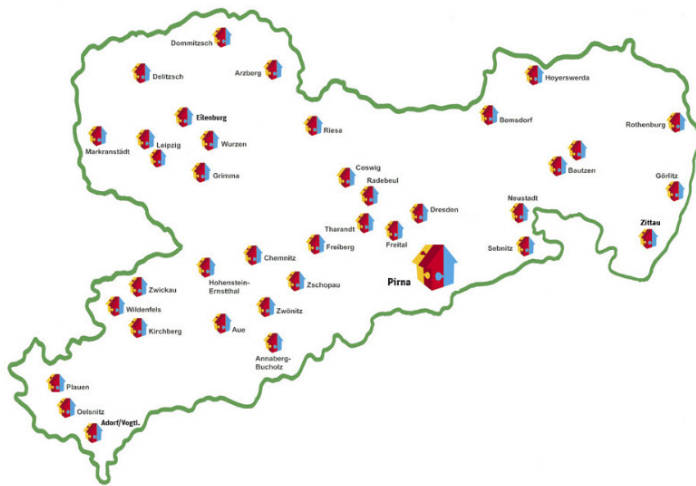 Dommitzsch
Delitzsch
Arzberg
Hoyerswerda
Eilenburg
Bernsdorf
Rothenburg
Riesa
Markranstädt
Leipzig
Wurzen
Grimma
Coswig
Radebeul
Bautzen
Görlitz
Neustadt
Dresden
Tharandt
Freital
Zittau
Freiberg
Sebnitz
Chemnitz
Pirna
Hohenstein-
Ernstthal
Zschopau
Zwickau
Wildenfels
Zwönitz
Kirchberg
Aue
Annaberg-
Bucholz
Plauen
Oelsnitz
Adorf/Vogtl.